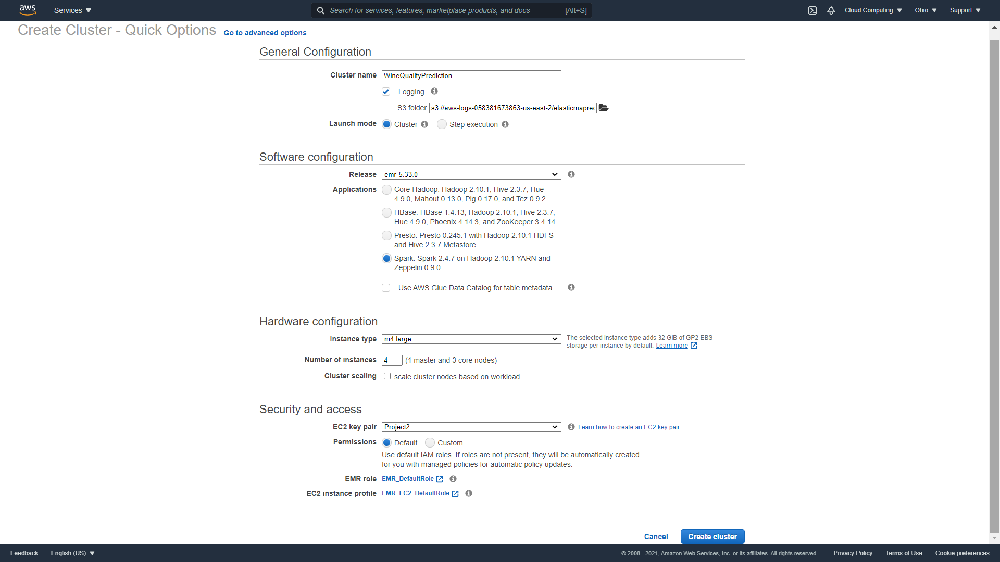 aws
Services
Search for services, features, marketplace products, and docs [Alt+S]
Cloud Computing
Ohio
Support
Create Cluster - Quick Options Go to advanced options
General Configuration
Cluster name WineQualityPrediction
Logging
S3 folder s3://aws-logs-058381673863-us-east-2/elasticmapred
Launch mode Cluster Step execution
Software configuration
Release emr-5.33.0
Applications Core Hadoop: Hadoop 2.10.1, Hive 2.3.7, Hue
4.9.0, Mahout 0.13.0, Pig 0.17.0, and Tez 0.9.2
HBase: HBase 1.4.13, Hadoop 2.10.1, Hive 2.3.7,
Hue 4.9.0, Phoenix 4.14.3, and ZooKeeper 3.4.14
Presto: Presto 0.245.1 with Hadoop 2.10.1 HDFS
and Hive 2.3.7 Metastore
Spark: Spark 2.4.7 on Hadoop 2.10.1 YARN and
Zeppelin 0.9.0
Use AWS Glue Data Catalog for table metadata
Hardware configuration
Instance type m4.large
The selected instance type adds 32 GiB of GP2 EBS
storage per instance by default. Learn more
Number of instances 4 (1 master and 3 core nodes)
Cluster scaling scale cluster nodes based on workload
Security and access
EC2 key pair Project2 Learn how to create an EC2 key pair.
Permissions Default Custom
Use default IAM roles. If roles are not present, they will be automatically created
for you with managed policies for automatic policy updates.
EMR role EMR_DefaultRole
EC2 instance profile EMR_EC2_DefaultRole
Cancel Create cluster
Feedback English (US) © 2008 - 2021, Amazon Web Services, Inc. or its affiliates. All rights reserved. Privacy Policy Terms of Use Cookie preferences